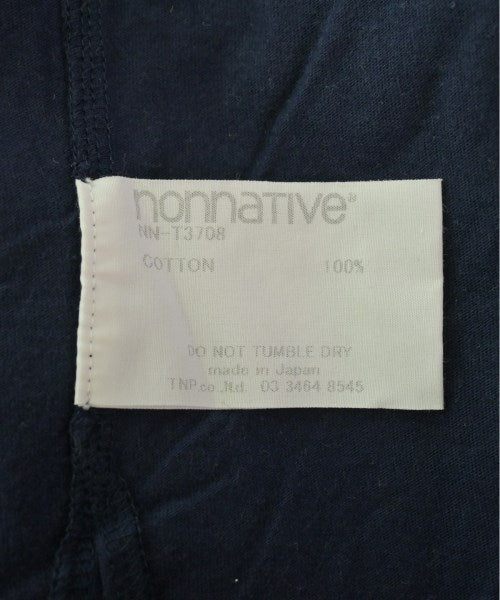 nonnative®
NN-T3708
COTTON 100%
DO NOT TUMBLE DRY
made in Japan
TNP.co.,ltd. 03 3464 8545